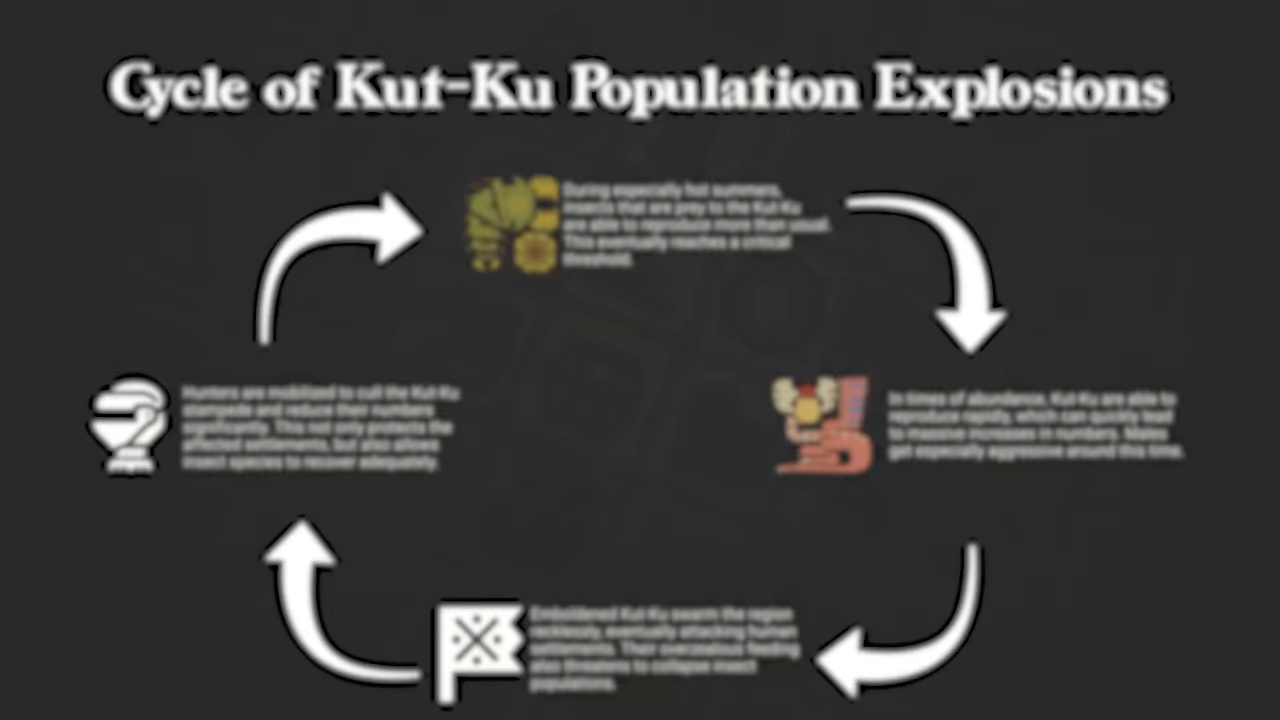 Cycle of Kut-Ku Population Explosions
During especially hot summers,
insects that are prey to the Kut-Ku
are able to reproduce more than usual.
This eventually reaches a critical
threshold.
In times of abundance, Kut-Ku are able to
reproduce rapidly, which can quickly lead
to massive increases in numbers. Males
get especially aggressive around this time.
Emboldened Kut-Ku swarm the region
recklessly, eventually attacking human
settlements. Their overzealous feeding
also threatens to collapse insect
populations.
Hunters are mobilized to cull the Kut-Ku
stampede and reduce their numbers
significantly. This not only protects the
affected settlements, but also allows
insect species to recover adequately.